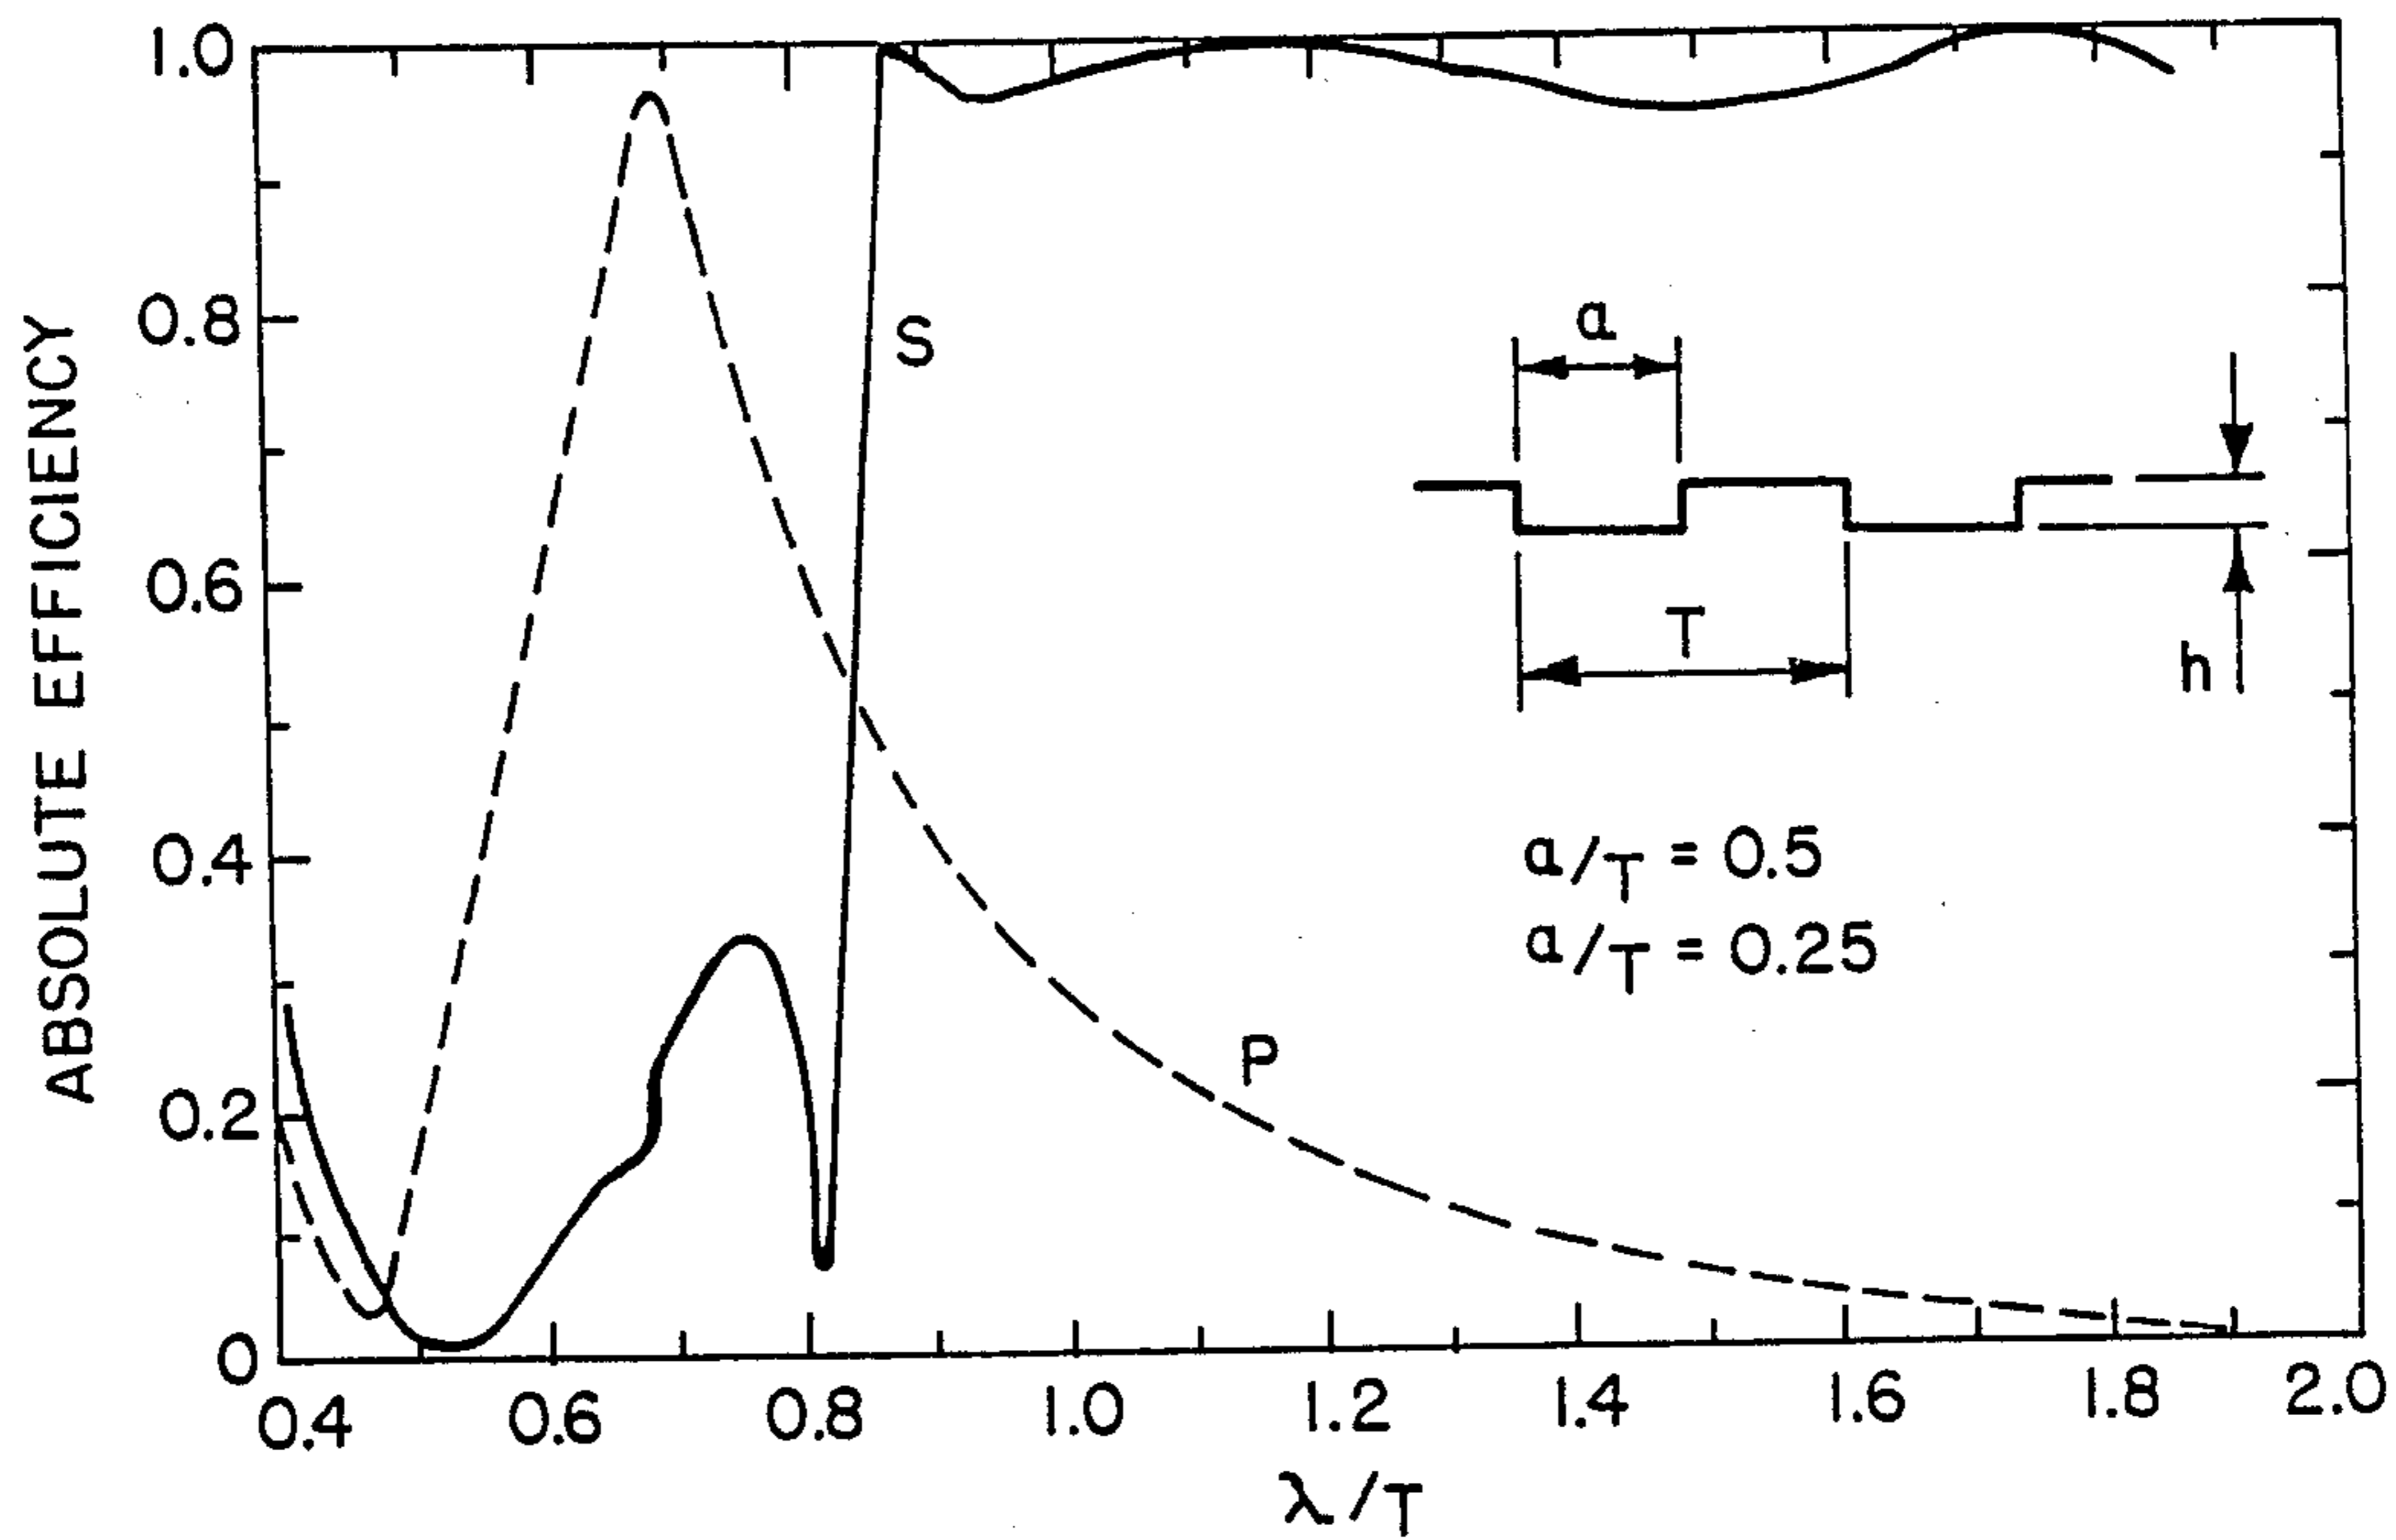 ABSOLUTE EFFICIENCY
1.0
0.8
0.6
0.4
0.2
0
S
P
a
T
h
a/T = 0.5
a/T = 0.25
0.4 0.6 0.8 1.0 1.2 1.4 1.6 1.8 2.0
λ/T